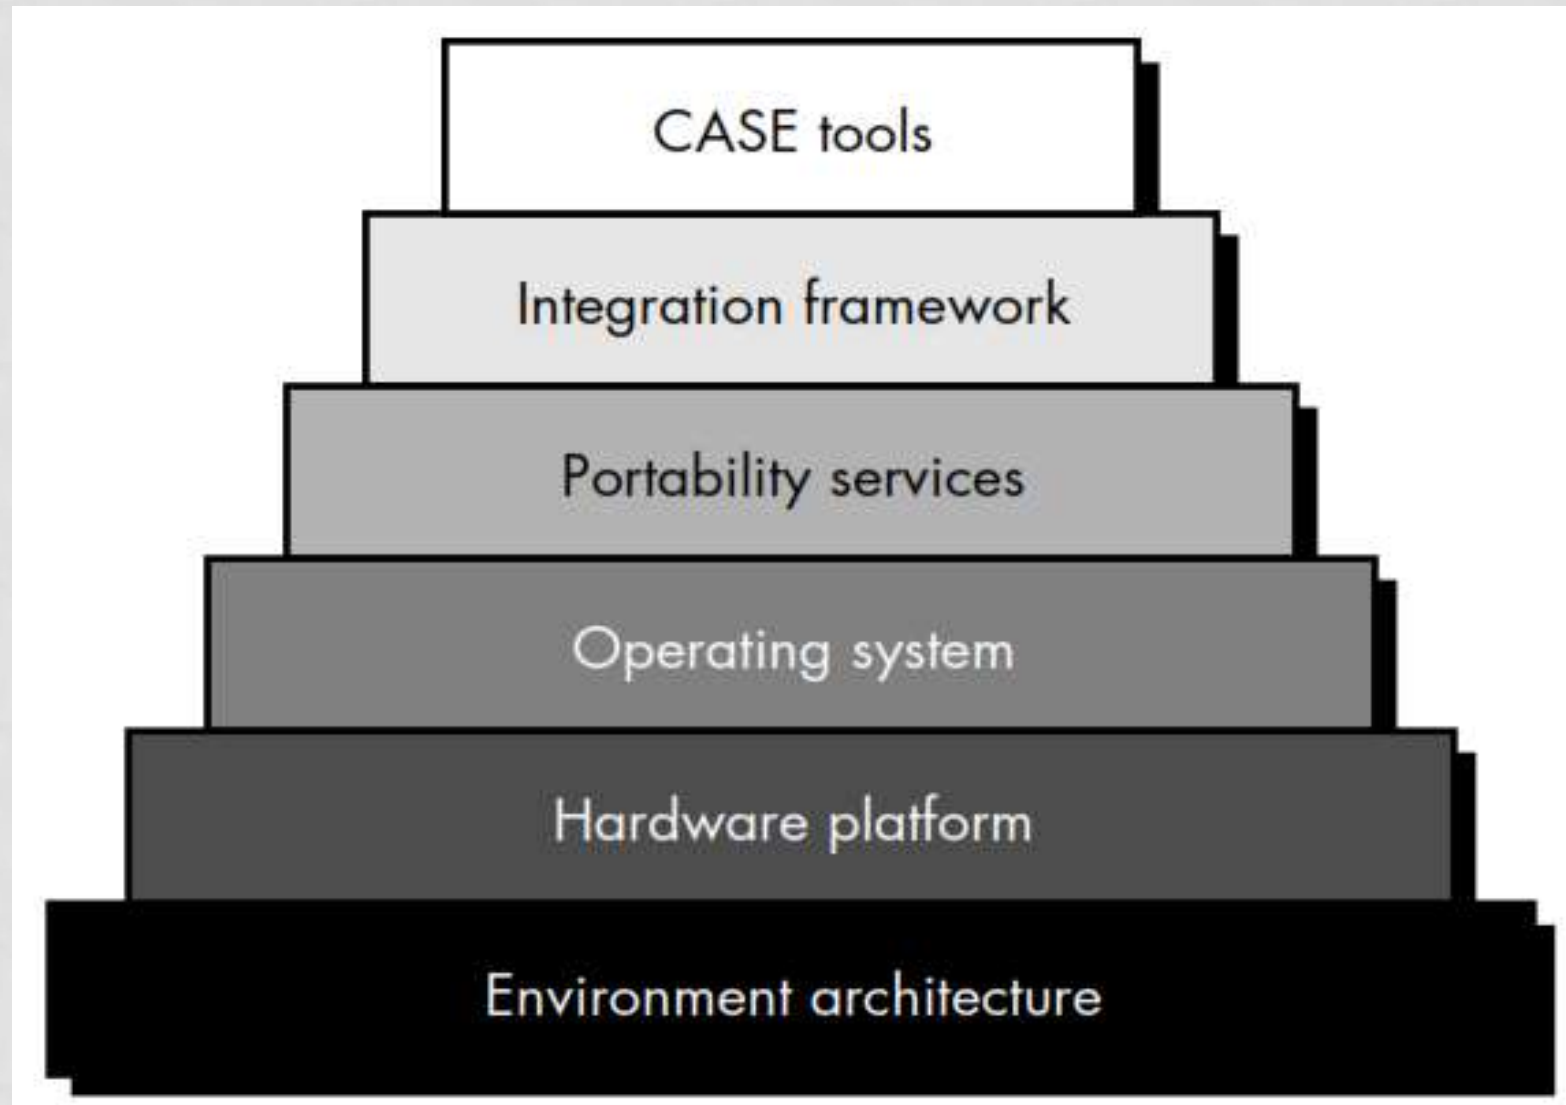 CASE tools
Integration framework
Portability services
Operating system
Hardware platform
Environment architecture